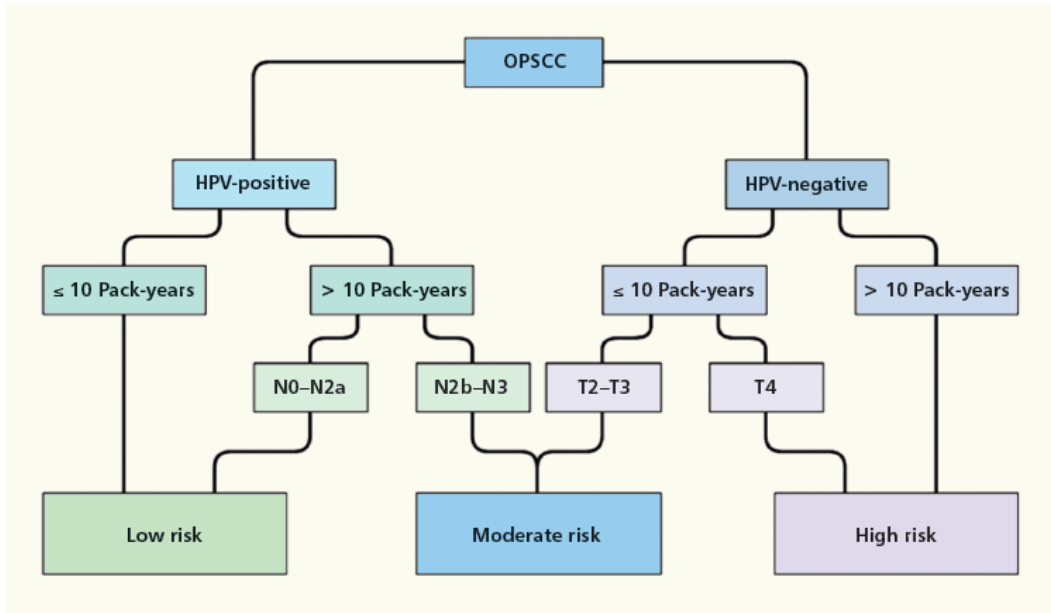 OPSCC
HPV-positive
HPV-negative
≤ 10 Pack-years
> 10 Pack-years
≤ 10 Pack-years
> 10 Pack-years
N0–N2a
N2b–N3
T2–T3
T4
Low risk
Moderate risk
High risk